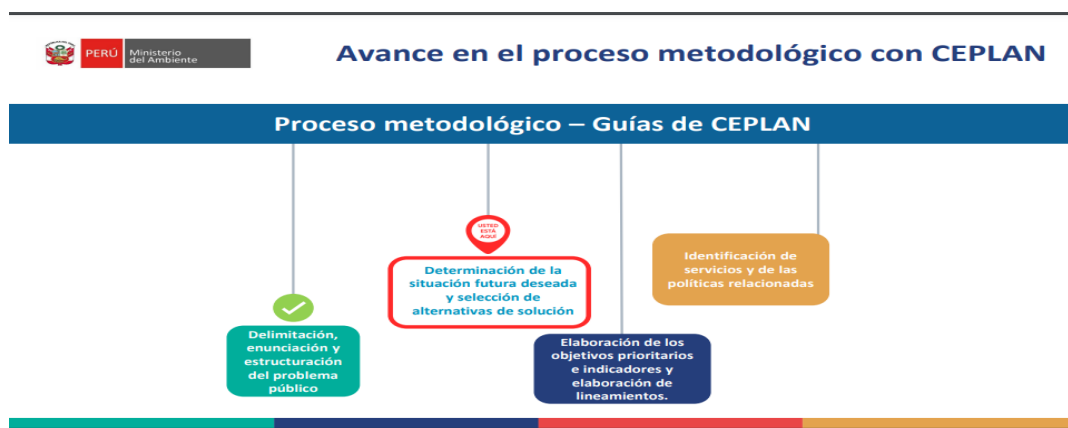 PERÚ
Ministerio
del Ambiente
Avance en el proceso metodológico con CEPLAN
Proceso metodológico – Guías de CEPLAN
USTED
ESTÁ
AQUÍ
Determinación de la
situación futura deseada
y selección de
alternativas de solución
Identificación de
servicios y de las
políticas relacionadas
Delimitación,
enunciación y
estructuración
del problema
público
Elaboración de los
objetivos prioritarios
e indicadores y
elaboración de
lineamientos.